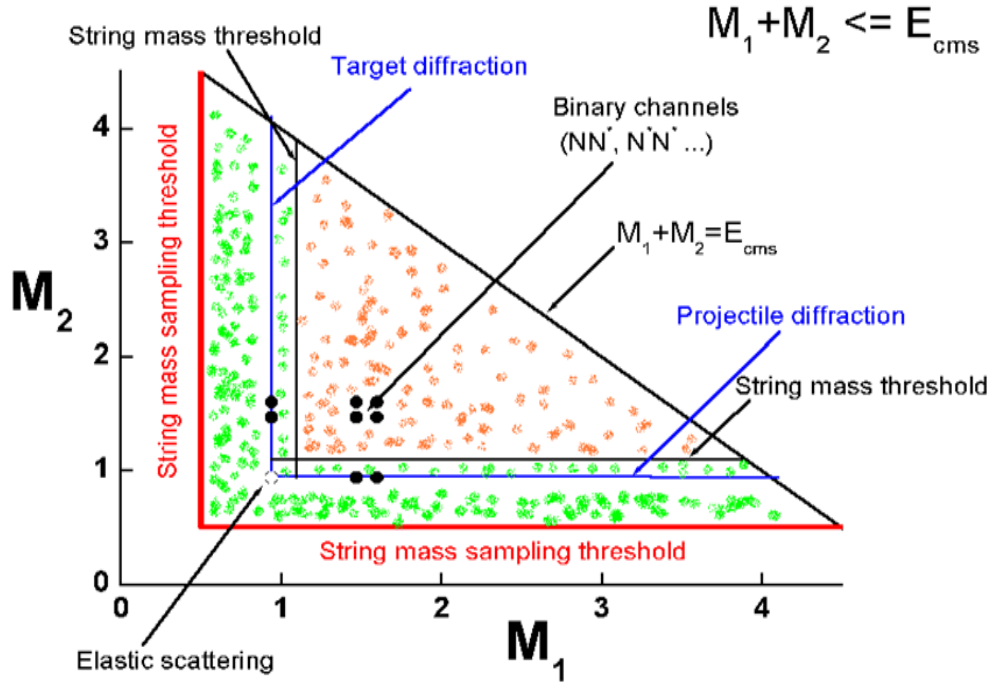 M₁+M₂ <= E_cms
String mass threshold
Target diffraction
Binary channels
(NN*, N*N* ...)
4
3
2
1
0
M₂
String mass sampling threshold
M₁+M₂=E_cms
Projectile diffraction
String mass threshold
String mass sampling threshold
0
1
2
3
4
M₁
Elastic scattering